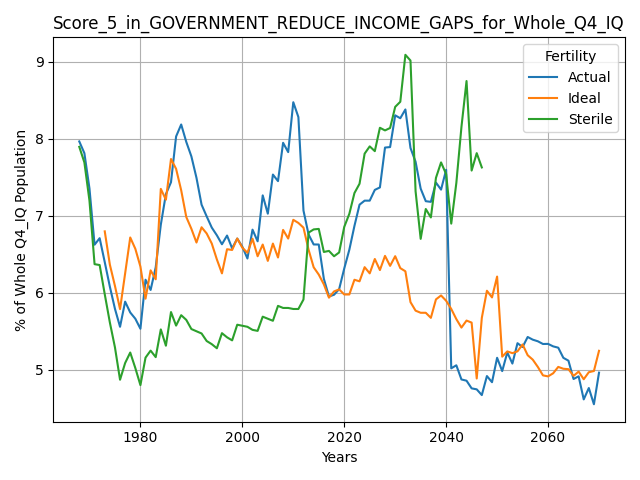 Score_5_in_GOVERNMENT_REDUCE_INCOME_GAPS_for_Whole_Q4_IQ
Fertility
Actual
Ideal
Sterile
% of Whole Q4_IQ Population
9
8
7
6
5
1980
2000
2020
2040
2060
Years